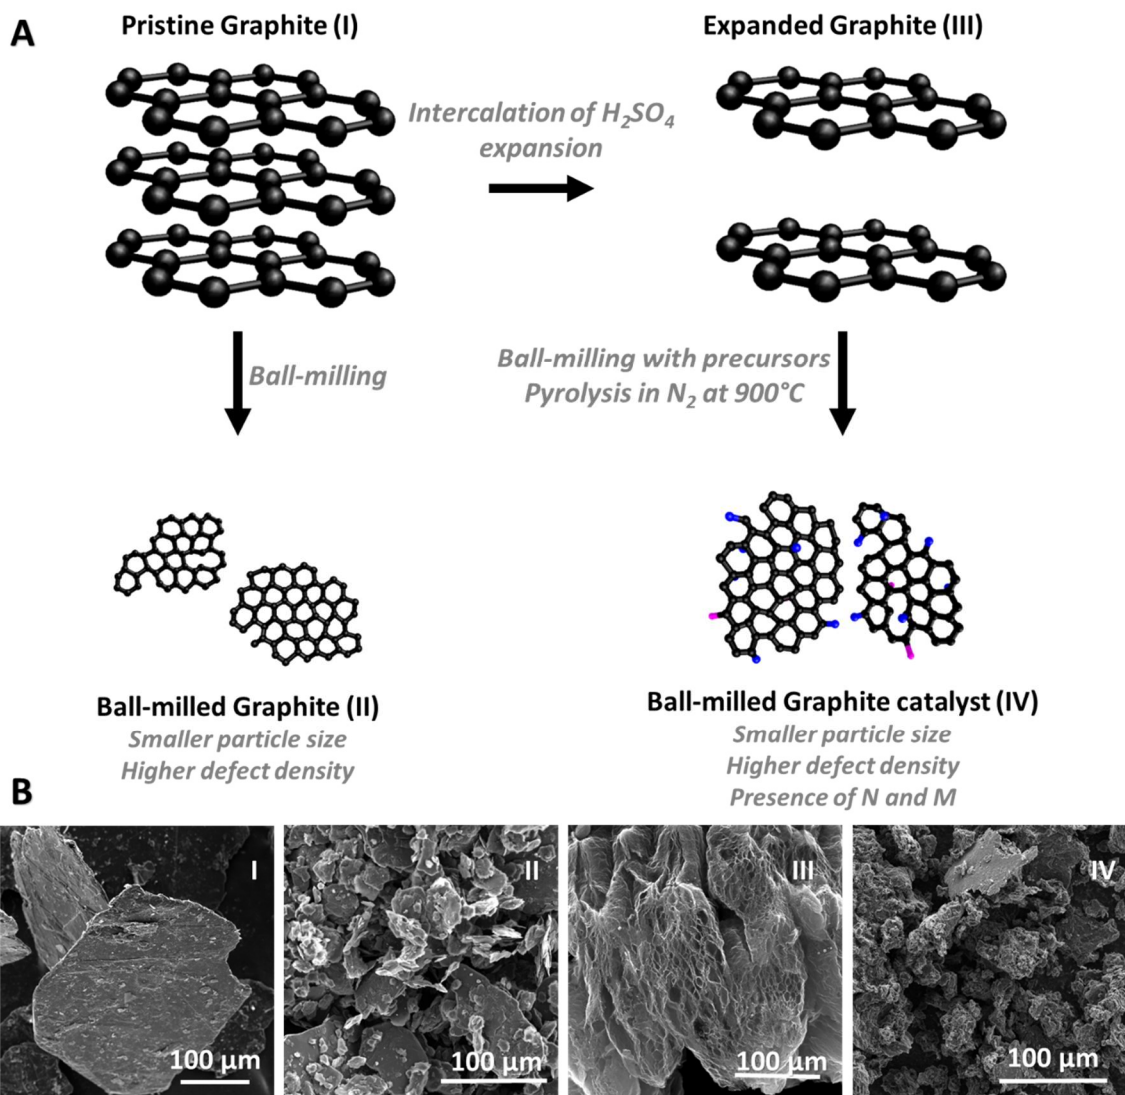 A
Pristine Graphite (I)
Expanded Graphite (III)
Intercalation of H₂SO₄
expansion
Ball-milling
Ball-milling with precursors
Pyrolysis in N₂ at 900°C
Ball-milled Graphite (II)
Smaller particle size
Higher defect density
Ball-milled Graphite catalyst (IV)
Smaller particle size
Higher defect density
Presence of N and M
B
I
100 µm
II
100 µm
III
100 µm
IV
100 µm